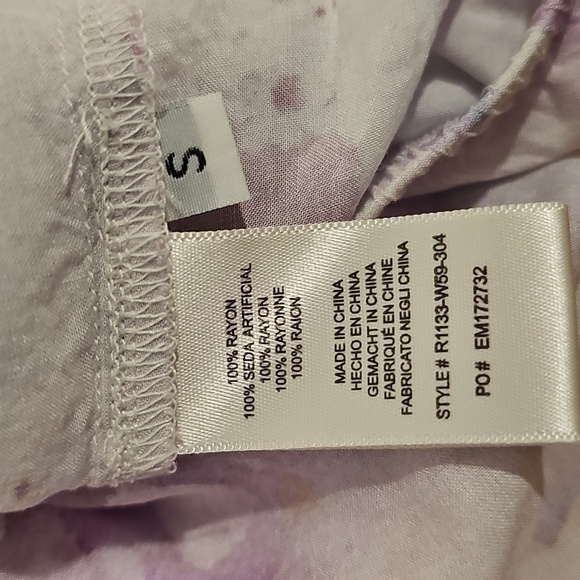 S
100% RAYON
100% SEDA ARTIFICIAL
100% RAYON
100% RAYONNE
100% RAION
MADE IN CHINA
HECHO EN CHINA
GEMACHT IN CHINA
FABRIQUÉ EN CHINE
FABRICATO NEGLI CHINA
STYLE# R1133-W59-304
PO# EM172732